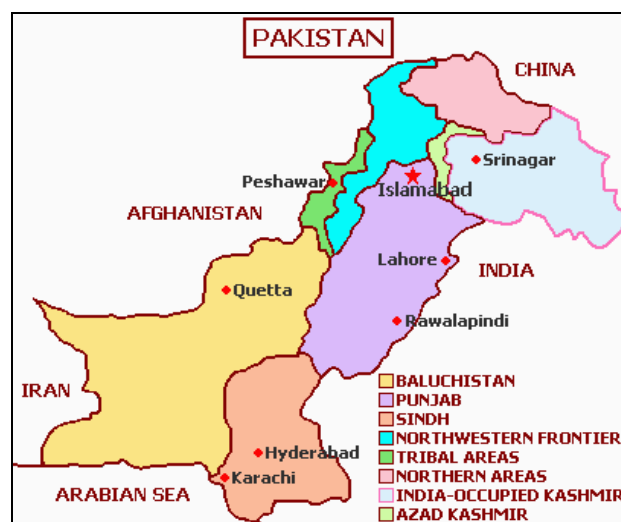 PAKISTAN
CHINA
Srinagar
Peshawar
Islamabad
AFGHANISTAN
Lahore
INDIA
Quetta
Rawalapindi
IRAN
BALUCHISTAN
PUNJAB
SINDH
NORTHWESTERN FRONTIER
TRIBAL AREAS
NORTHERN AREAS
INDIA-OCCUPIED KASHMIR
AZAD KASHMIR
Hyderabad
Karachi
ARABIAN SEA